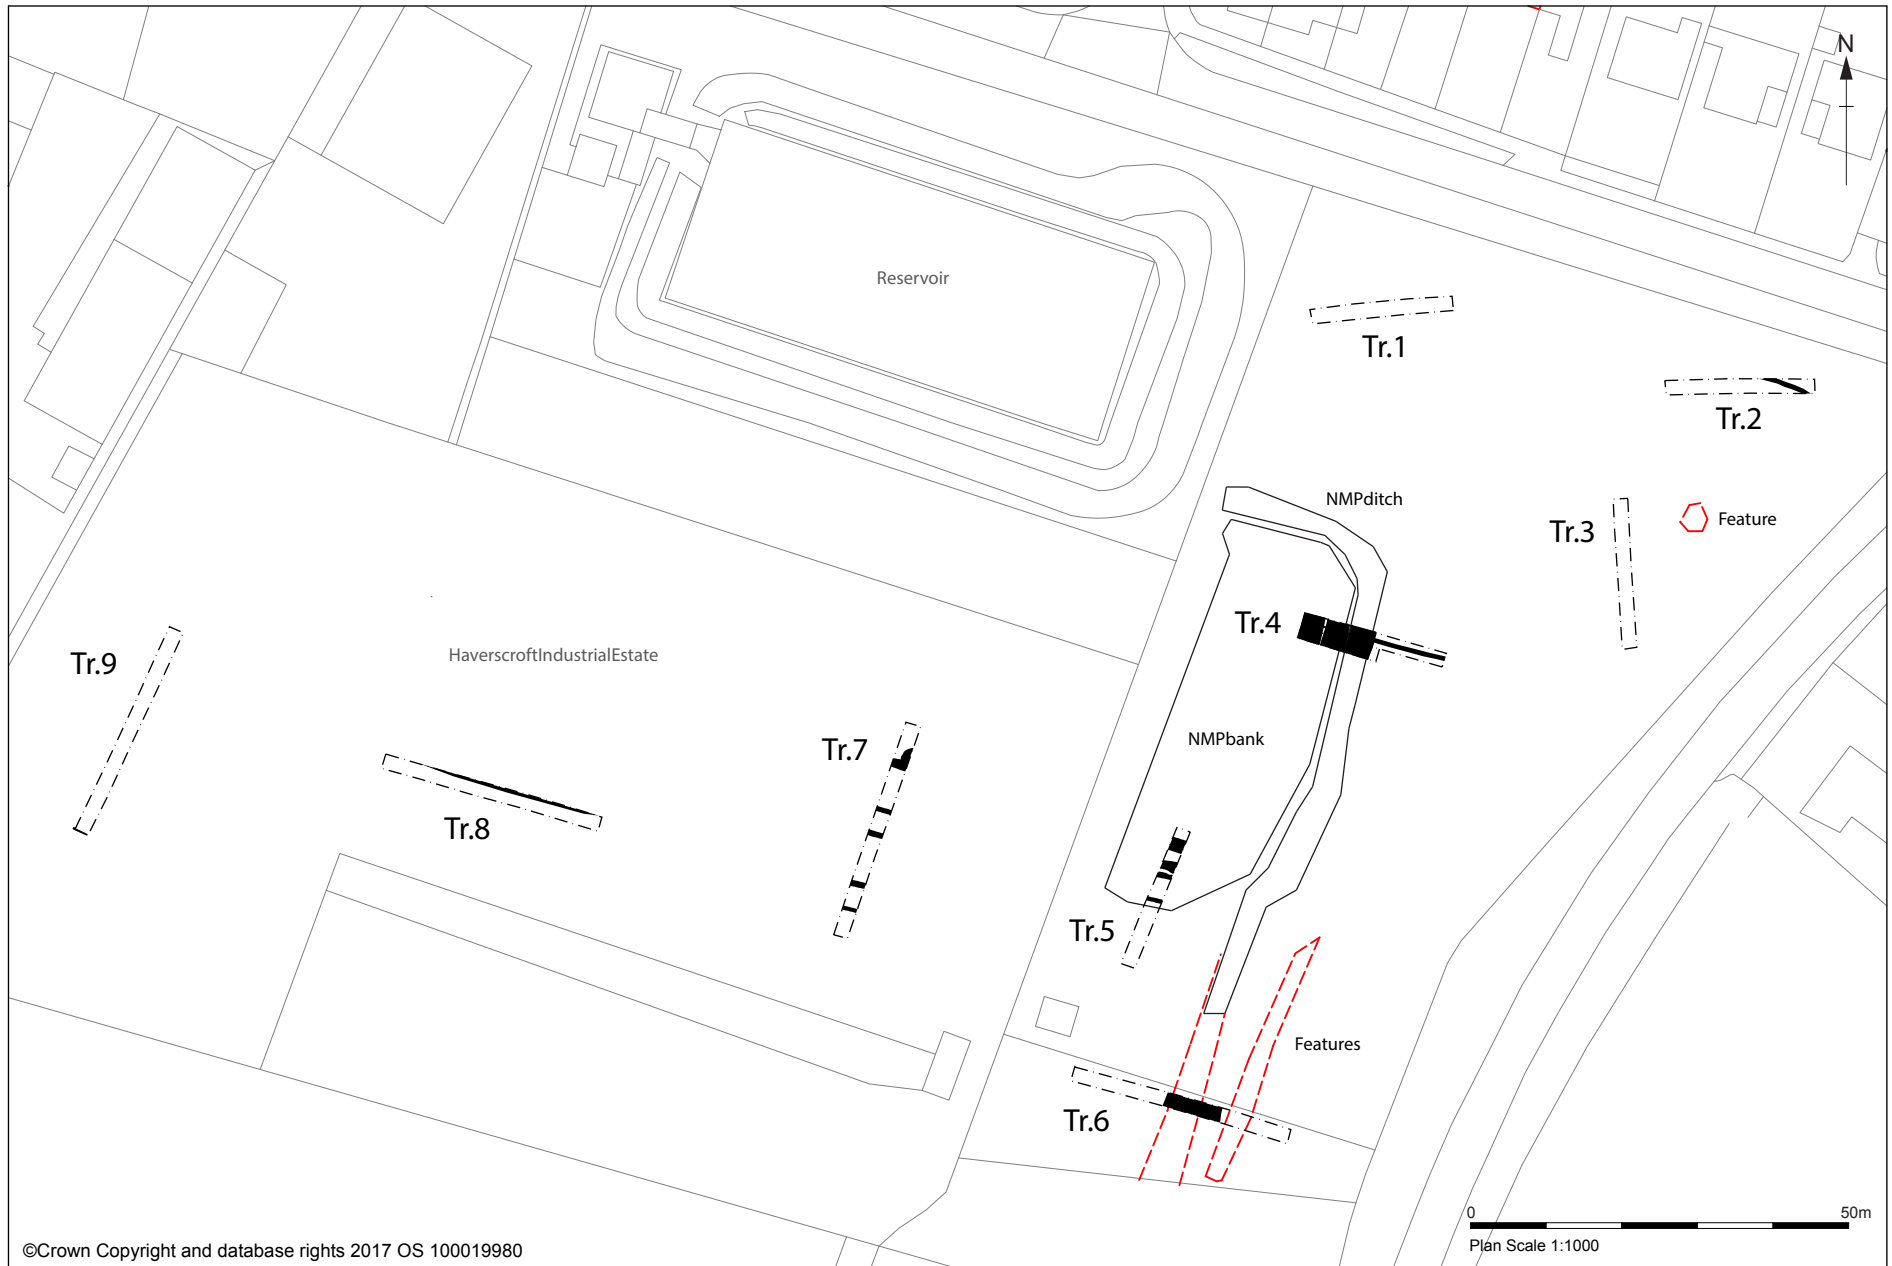 N
Reservoir
Tr.1
Tr.2
NMPditch
Tr.3
Feature
Tr.4
Tr.9
HaverscroftIndustrialEstate
NMPbank
Tr.7
Tr.8
Tr.5
Features
Tr.6
0 50m
Plan Scale 1:1000
©Crown Copyright and database rights 2017 OS 100019980